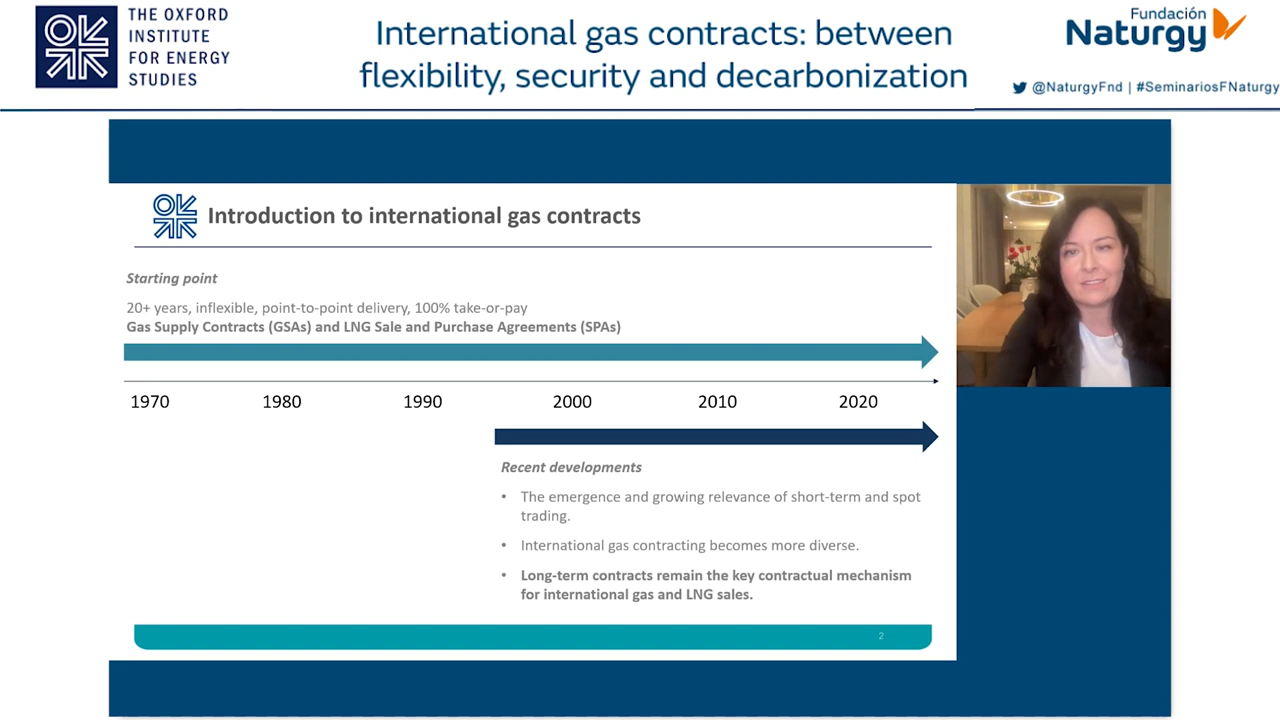 THE OXFORD
INSTITUTE
FOR ENERGY
STUDIES
International gas contracts: between
flexibility, security and decarbonization
Fundación
Naturgy
@NaturgyFnd | #SeminariosFNaturgy
Introduction to international gas contracts
Starting point
20+ years, inflexible, point-to-point delivery, 100% take-or-pay
Gas Supply Contracts (GSAs) and LNG Sale and Purchase Agreements (SPAs)
1970 1980 1990 2000 2010 2020
Recent developments
• The emergence and growing relevance of short-term and spot
trading.
• International gas contracting becomes more diverse.
• Long-term contracts remain the key contractual mechanism
for international gas and LNG sales.
2